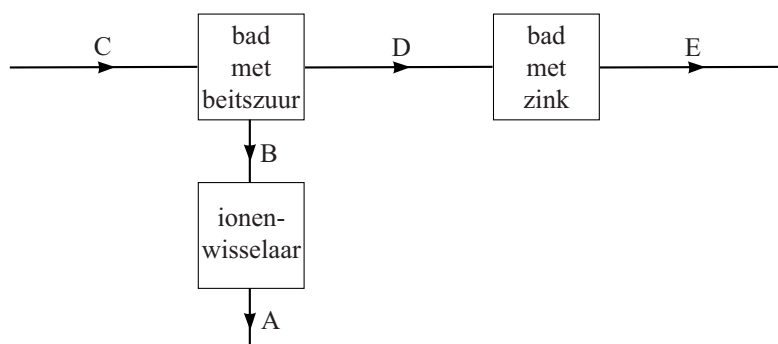 C
bad
met
beitszuur
D
bad
met
zink
E
B
ionen-
wisselaar
A